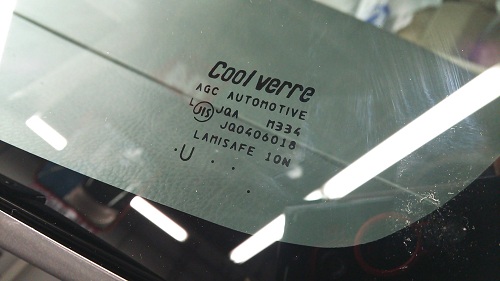 Coolverre
AGC AUTOMOTIVE
L JIS JQA M334
JQ0406018
LAMISAFE 10N
.U . . .